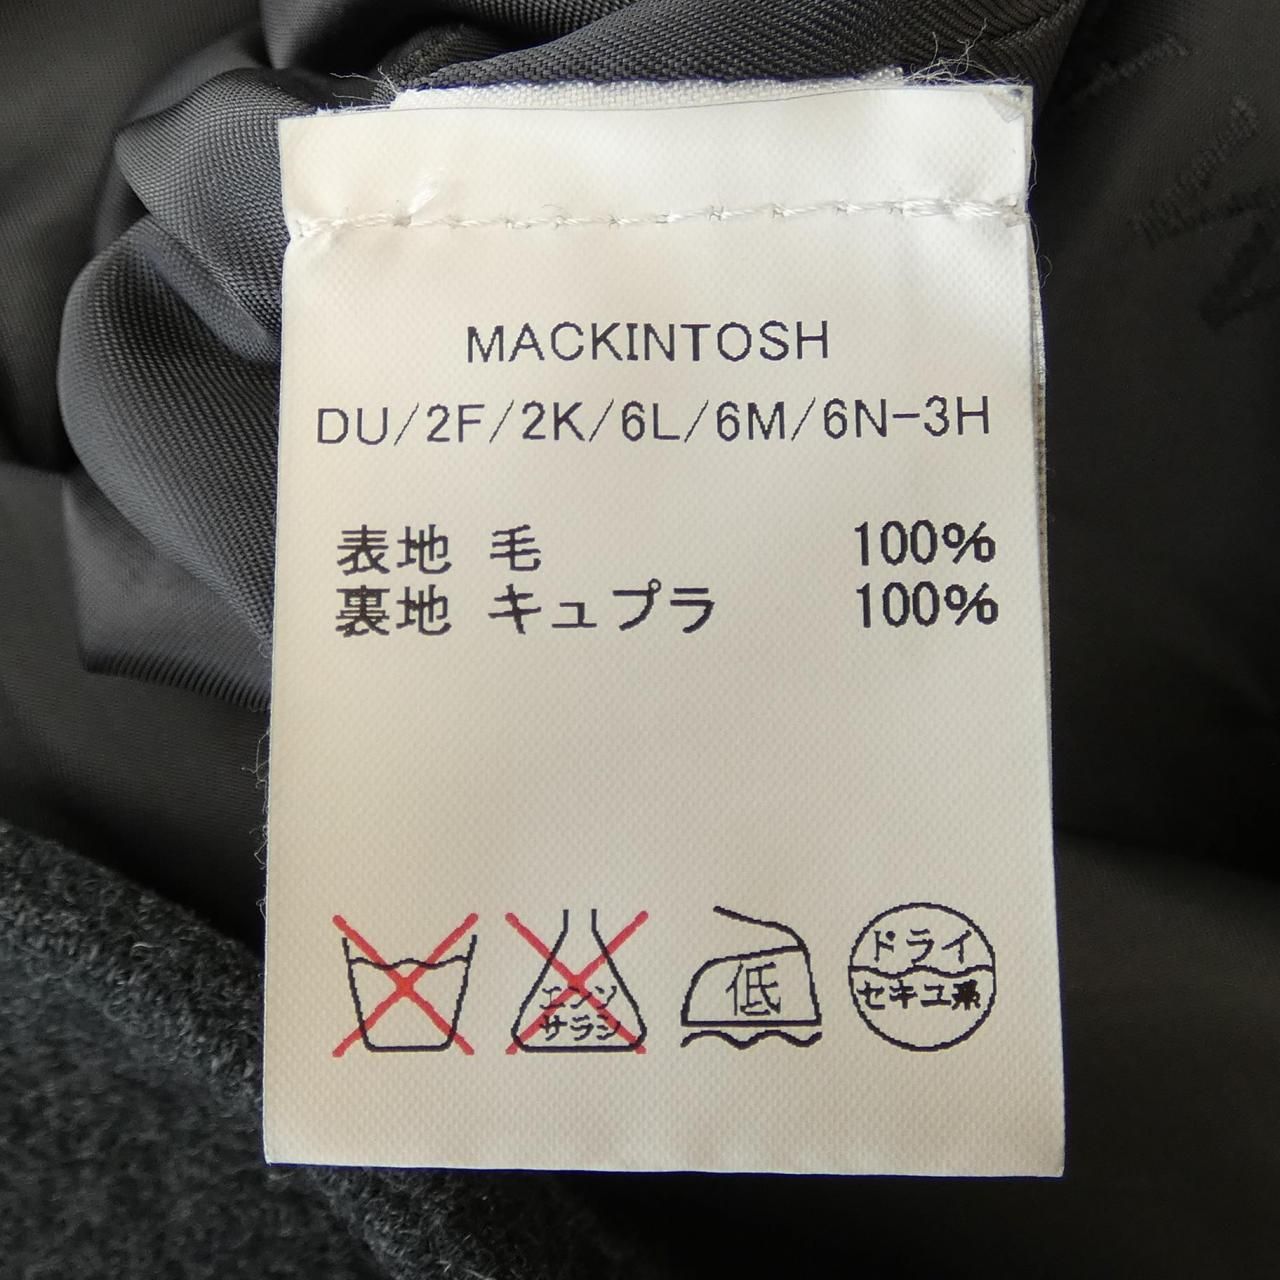 MACKINTOSH
DU/2F/2K/6L/6M/6N-3H
表地 毛 100%
裏地 キュプラ 100%
エンソ
サラシ
低
ドライ
セキユ系